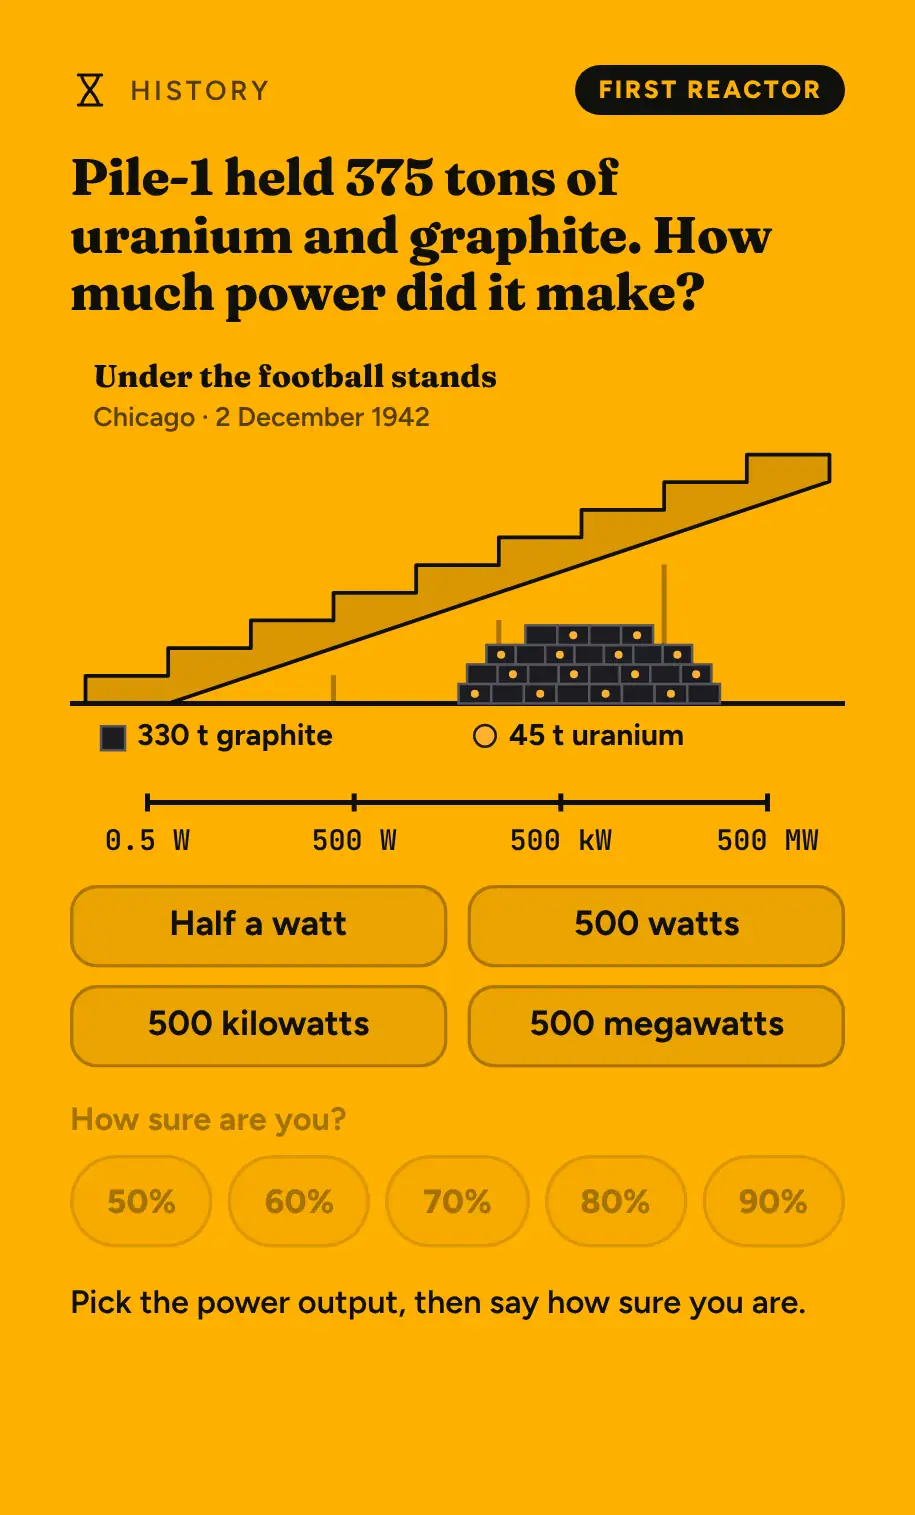 HISTORY
FIRST REACTOR
Pile-1 held 375 tons of
uranium and graphite. How
much power did it make?
Under the football stands
Chicago · 2 December 1942
330 t graphite
45 t uranium
0.5 W
500 W
500 kW
500 MW
Half a watt
500 watts
500 kilowatts
500 megawatts
How sure are you?
50%
60%
70%
80%
90%
Pick the power output, then say how sure you are.